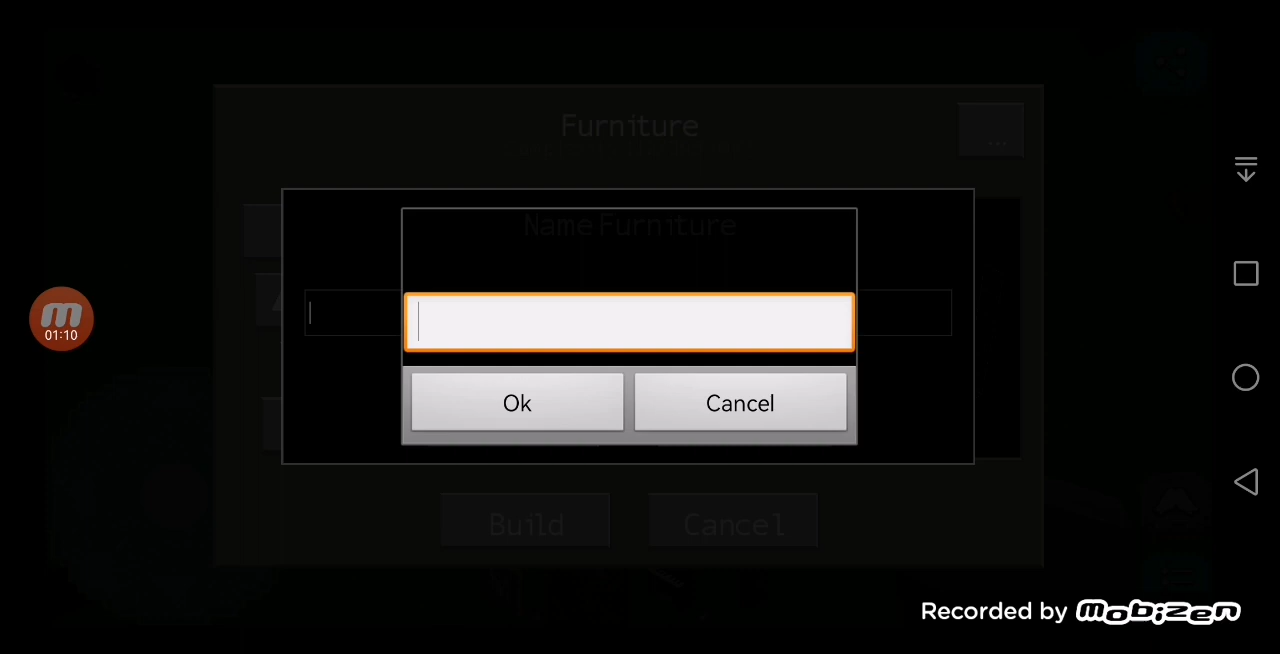 Furniture
...
Name Furniture
01:10
Ok
Cancel
Build
Cancel
Recorded by mobizen